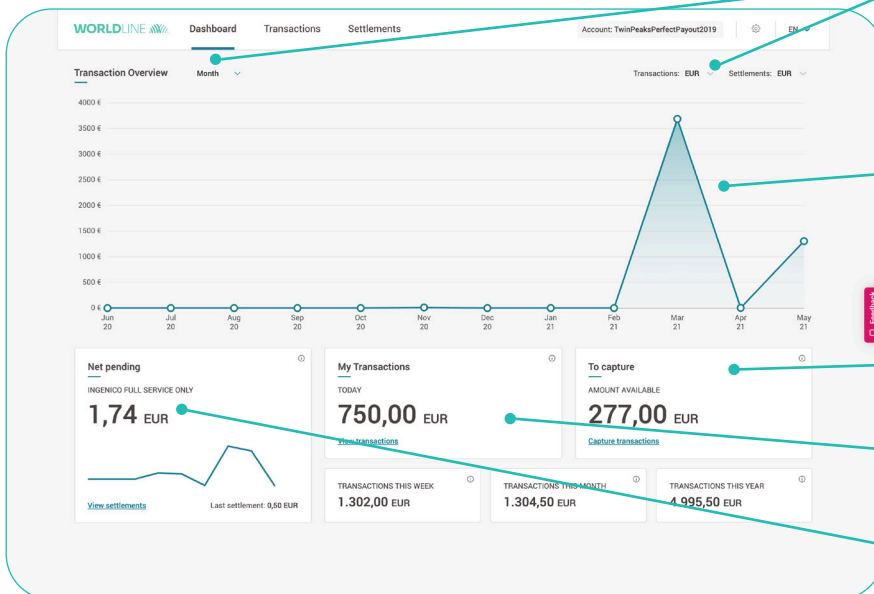 WORLDLINE Dashboard Transactions Settlements Account: TwinPeaksPerfectPayout2019 EN
Transaction Overview Month Transactions: EUR Settlements: EUR
4000 €
3500 €
3000 €
2500 €
2000 €
1500 €
1000 €
500 €
0 €
Jun Jul Aug Sep Oct Nov Dec Jan Feb Mar Apr May
20 20 20 20 20 20 20 21 21 21 21 21
Feedback
Net pending
INGENICO FULL SERVICE ONLY
1,74 EUR
View settlements Last settlement: 0,50 EUR
My Transactions
TODAY
750,00 EUR
View transactions
To capture
AMOUNT AVAILABLE
277,00 EUR
Capture transactions
TRANSACTIONS THIS WEEK
1.302,00 EUR
TRANSACTIONS THIS MONTH
1.304,50 EUR
TRANSACTIONS THIS YEAR
4.995,50 EUR